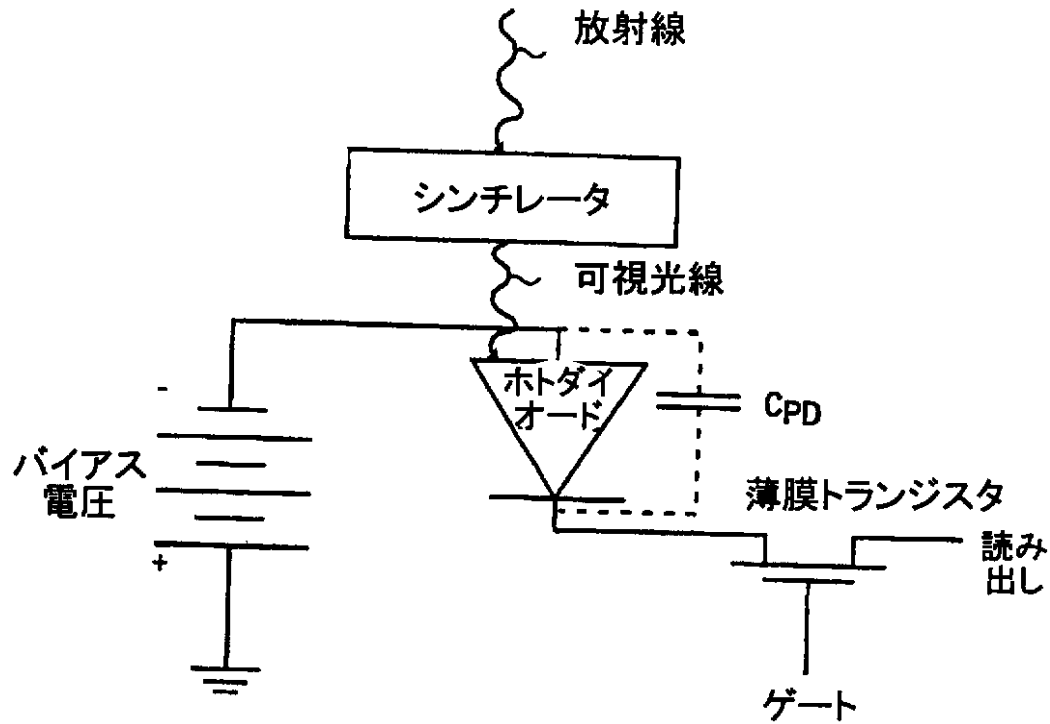 放射線
シンチレータ
可視光線
ホトダイ
オード
CPD
-
バイアス
電圧
+
薄膜トランジスタ
読み
出し
ゲート